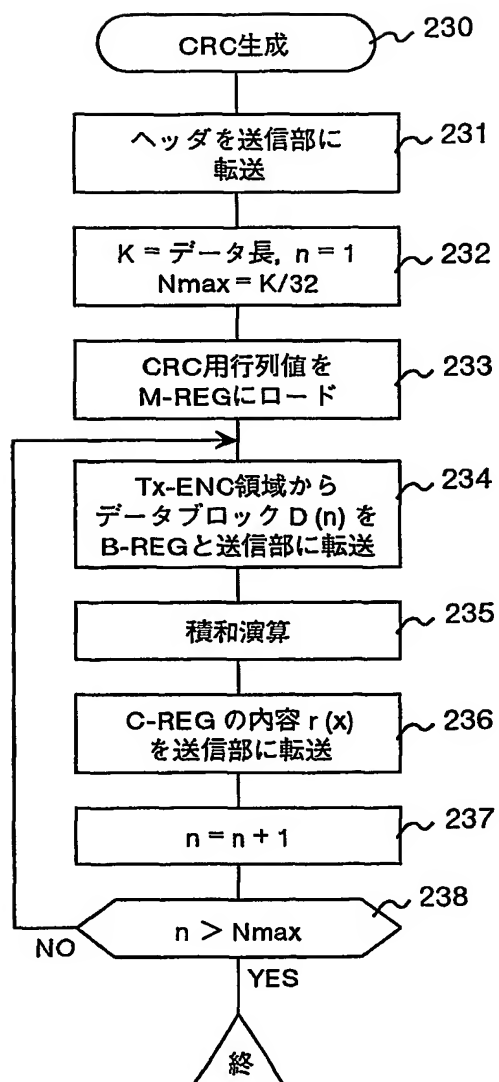 CRC生成
230
ヘッダを送信部に
転送
231
K = データ長, n = 1
Nmax = K/32
232
CRC用行列値を
M-REGにロード
233
Tx-ENC領域から
データブロック D (n) を
B-REGと送信部に転送
234
積和演算
235
C-REG の内容 r (x)
を送信部に転送
236
n = n + 1
237
n > Nmax
238
NO
YES
終